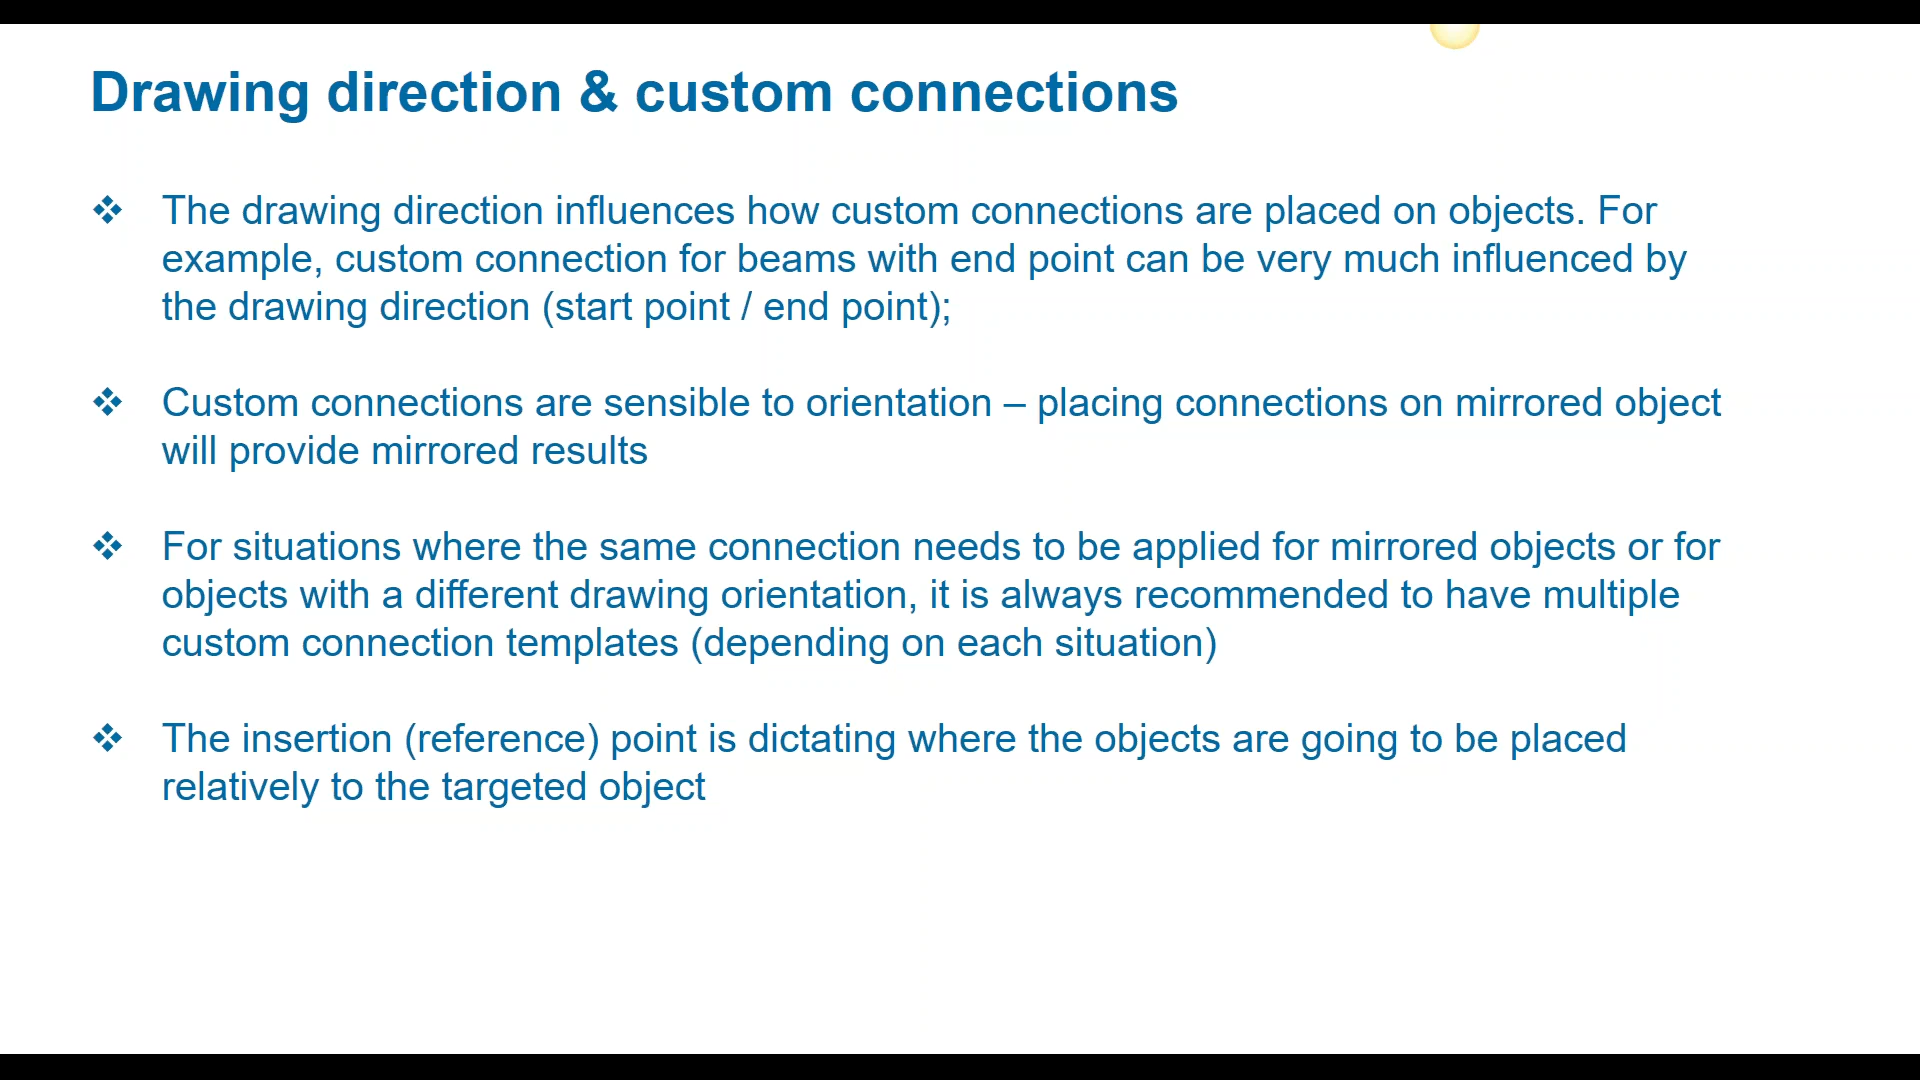 Drawing direction & custom connections
❖ The drawing direction influences how custom connections are placed on objects. For
example, custom connection for beams with end point can be very much influenced by
the drawing direction (start point / end point);
❖ Custom connections are sensible to orientation – placing connections on mirrored object
will provide mirrored results
❖ For situations where the same connection needs to be applied for mirrored objects or for
objects with a different drawing orientation, it is always recommended to have multiple
custom connection templates (depending on each situation)
❖ The insertion (reference) point is dictating where the objects are going to be placed
relatively to the targeted object